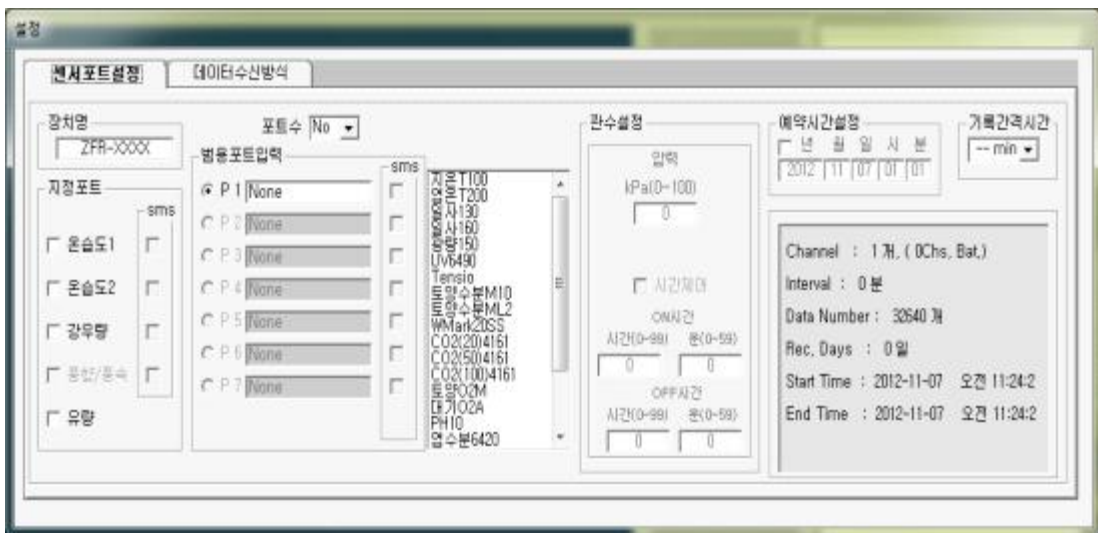 설정
센서포트설정
데이터수신방식
장치명
ZFR-XXXX
포트수 No
지정포트
sms
온습도1
온습도2
강우량
풍향/풍속
유량
범용포트입력
sms
P 1 None
P 2 None
P 3 None
P 4 None
P 5 None
P 6 None
P 7 None
지온T100
엽온T200
일사130
일사160
광량150
UV6490
Tensio
토양수분M10
토양수분ML2
WMark20SS
CO2(20)4161
CO2(50)4161
CO2(100)4161
토양O2M
대기O2A
PH10
엽수분6420
관수설정
압력
kPa(0-100)
0
시간제어
ON시간
시간(0-99) 분(0-59)
0 0
OFF시간
시간(0-99) 분(0-59)
0 0
예약시간설정
년 월 일 시 분
2012 11 07 01 01
기록간격시간
-- min
Channel : 1 개, ( 0Chs, Bat.)
Interval : 0 분
Data Number : 32640 개
Rec. Days : 0 일
Start Time : 2012-11-07 오전 11:24:2
End Time : 2012-11-07 오전 11:24:2